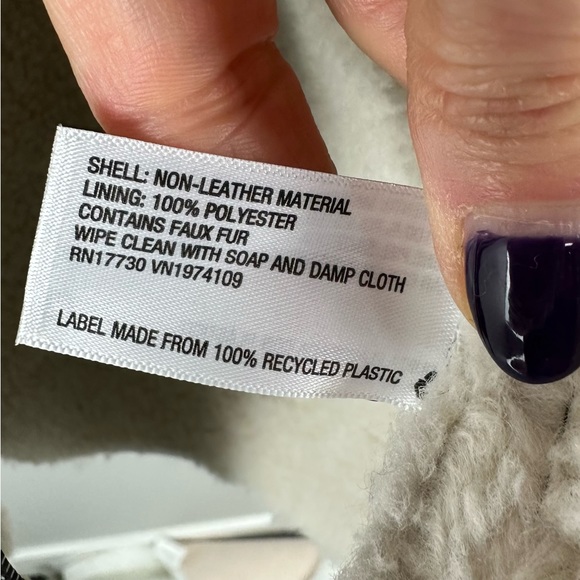 SHELL: NON-LEATHER MATERIAL
LINING: 100% POLYESTER
CONTAINS FAUX FUR
WIPE CLEAN WITH SOAP AND DAMP CLOTH
RN17730 VN1974109
LABEL MADE FROM 100% RECYCLED PLASTIC